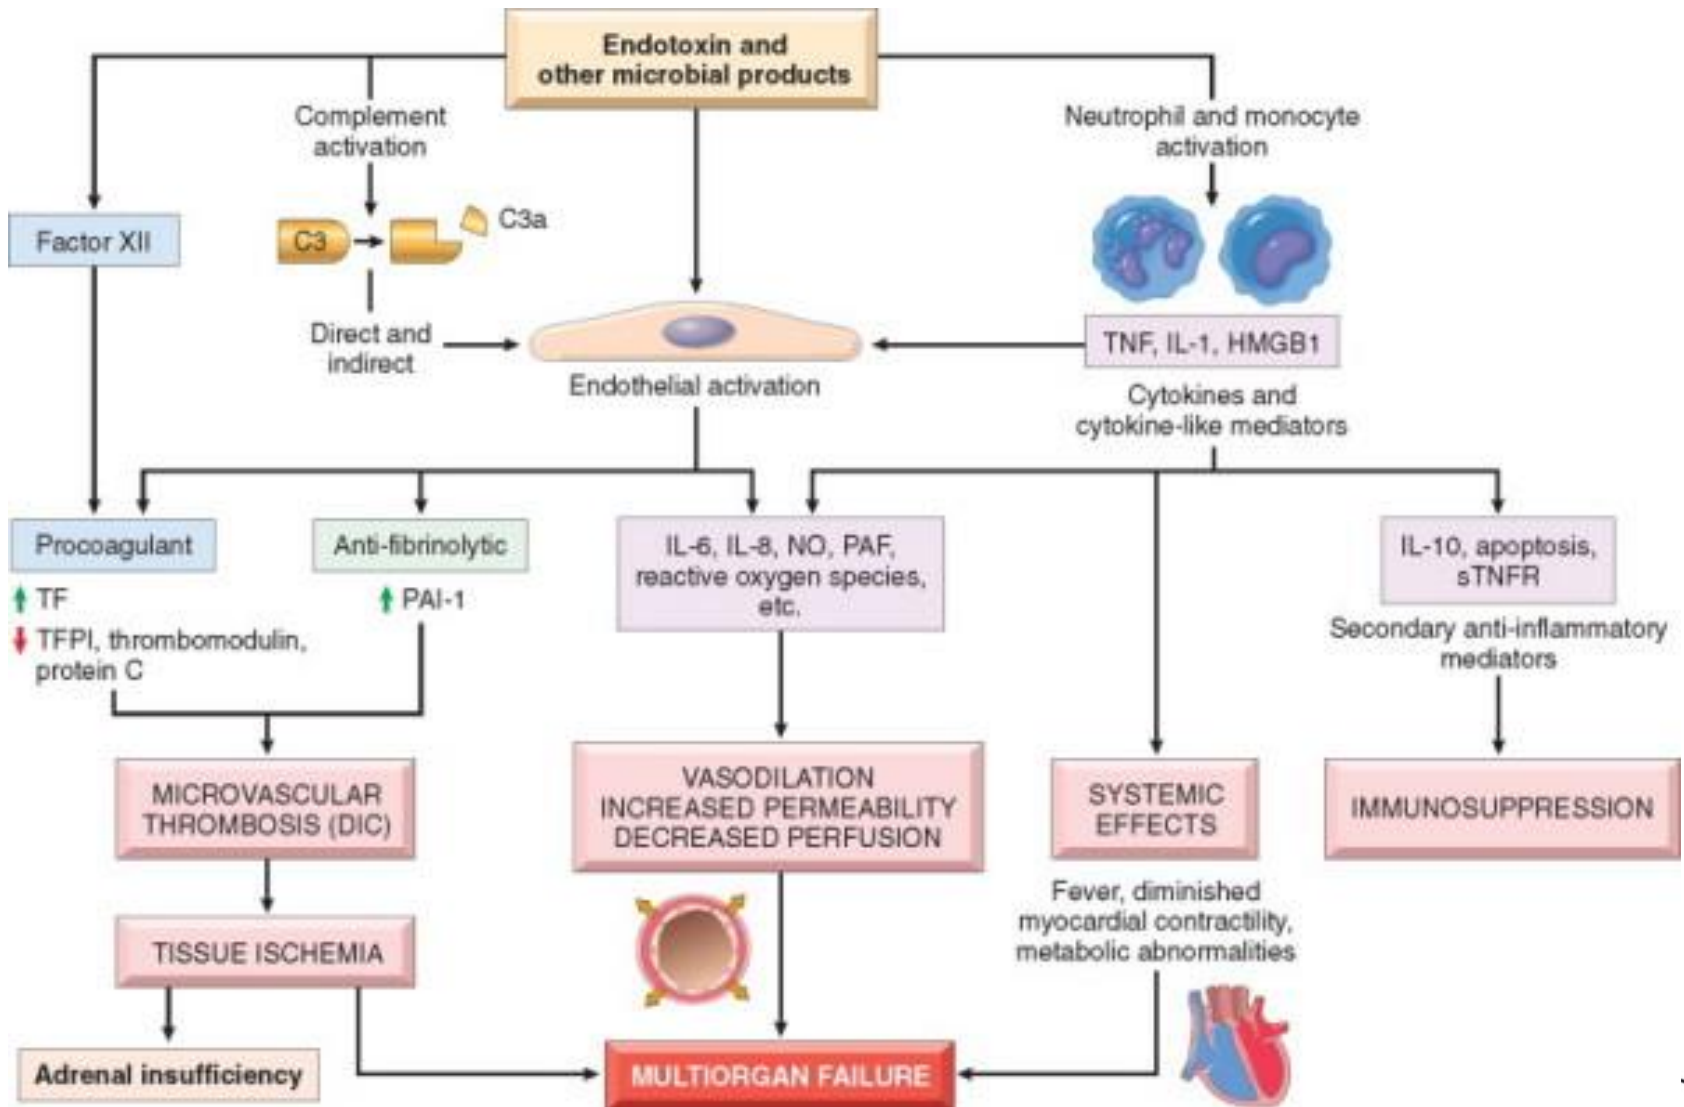 Endotoxin and
other microbial products
Complement
activation
Neutrophil and monocyte
activation
Factor XII
C3
C3a
Direct and
indirect
Endothelial activation
TNF, IL-1, HMGB1
Cytokines and
cytokine-like mediators
Procoagulant
TF
TFPI, thrombomodulin,
protein C
Anti-fibrinolytic
PAI-1
IL-6, IL-8, NO, PAF,
reactive oxygen species,
etc.
IL-10, apoptosis,
sTNFR
Secondary anti-inflammatory
mediators
MICROVASCULAR
THROMBOSIS (DIC)
VASODILATION
INCREASED PERMEABILITY
DECREASED PERFUSION
SYSTEMIC
EFFECTS
IMMUNOSUPPRESSION
Fever, diminished
myocardial contractility,
metabolic abnormalities
TISSUE ISCHEMIA
Adrenal insufficiency
MULTIORGAN FAILURE